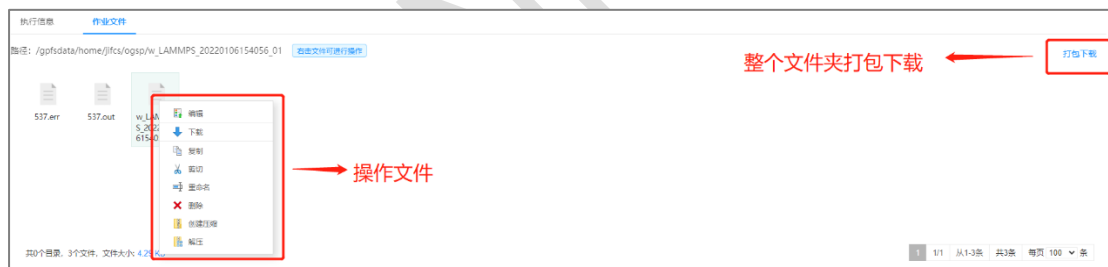 执行信息 作业文件
路径：/gpfsdata/home/jlfcs/ogsp/w_LAMMPS_20220106154056_01 右击文件可进行操作
整个文件夹打包下载
打包下载
537.err 537.out
编辑
下载
复制
剪切
重命名
删除
创建压缩
解压
操作文件
共0个目录，3个文件，文件大小: 4.29
1 1/1 从1-3条 共3条 每页 100 条